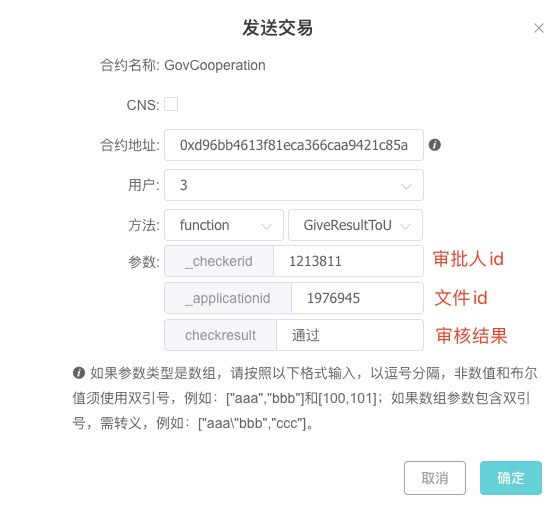 发送交易
合约名称: GovCooperation
CNS:
合约地址: 0xd96bb4613f81eca366caa9421c85a
用户: 3
方法: function GiveResultToU
参数: _checkerid 1213811 审批人id
_applicationid 1976945 文件id
checkresult 通过 审核结果
如果参数类型是数组，请按照以下格式输入，以逗号分隔，非数值和布尔
值须使用双引号，例如：["aaa","bbb"]和[100,101]；如果数组参数包含双引
号，需转义，例如：["aaa\"bbb","ccc"]。
取消 确定